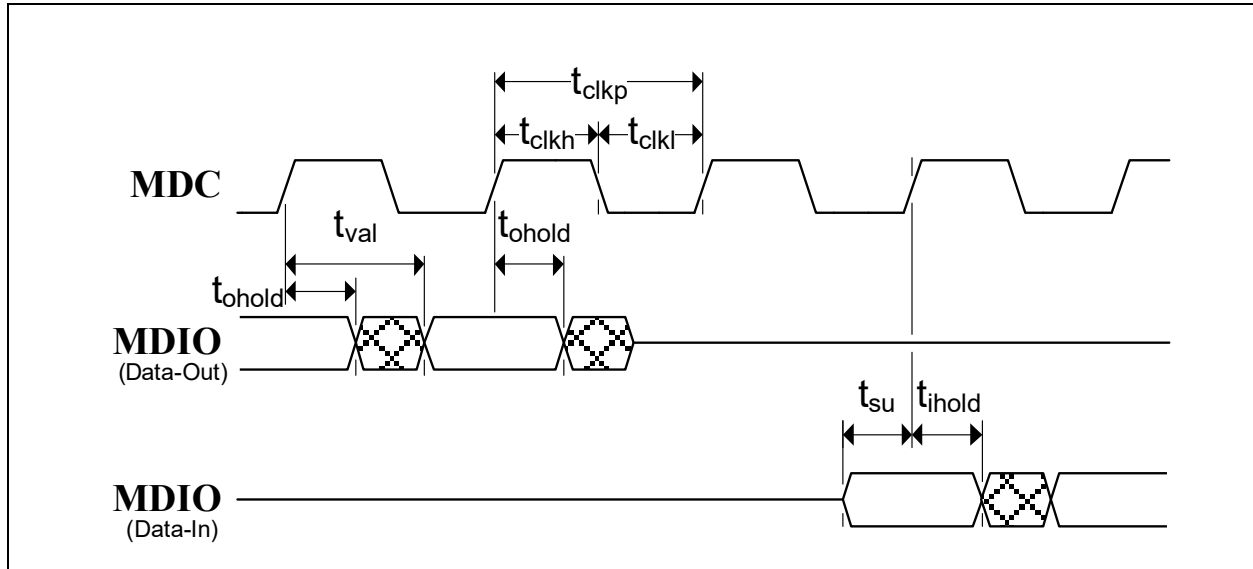 tclkp
tclkh tclkl
MDC
tval
tohold
tohold
MDIO
(Data-Out)
tsu tihold
MDIO
(Data-In)